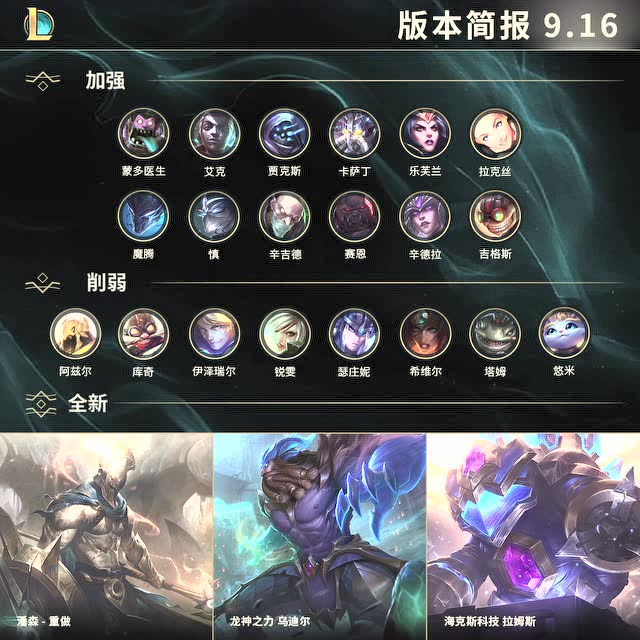 版本简报 9.16
加强
蒙多医生 艾克 贾克斯 卡萨丁 乐芙兰 拉克丝
魔腾 慎 辛吉德 赛恩 辛德拉 吉格斯
削弱
阿兹尔 库奇 伊泽瑞尔 锐雯 瑟庄妮 希维尔 塔姆 悠米
全新
潘森 - 重做 龙神之力 乌迪尔 海克斯科技 拉姆斯